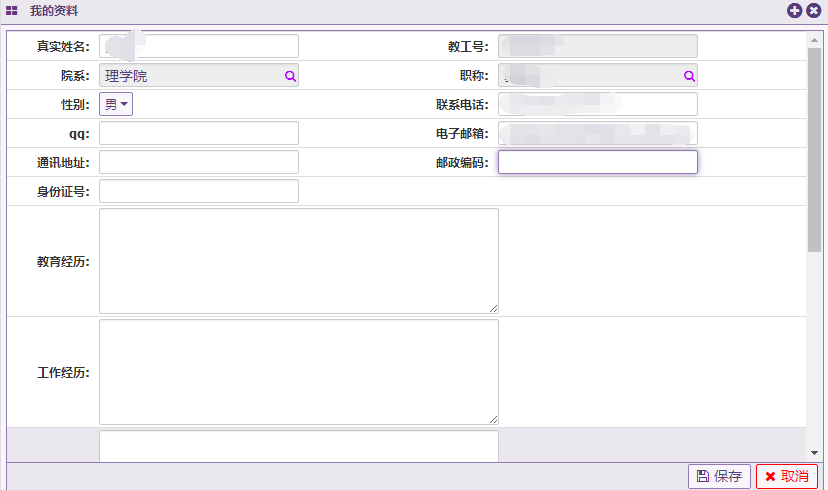 我的资料
真实姓名: 教工号:
院系: 理学院 职称:
性别: 男 联系电话:
qq: 电子邮箱:
通讯地址: 邮政编码:
身份证号:
教育经历:
工作经历:
保存 取消